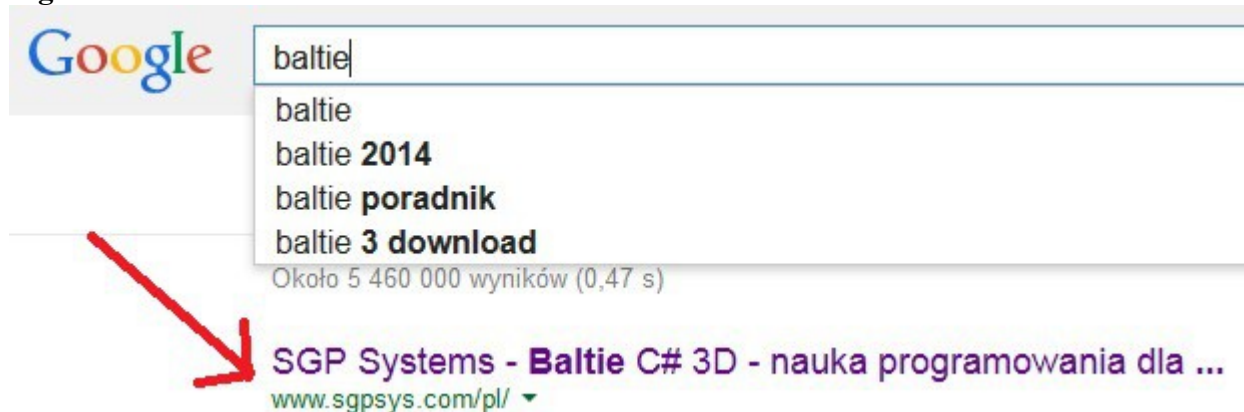 Google
baltie
baltie
baltie 2014
baltie poradnik
baltie 3 download
Około 5 460 000 wyników (0,47 s)
SGP Systems - Baltie C# 3D - nauka programowania dla ...
www.sgpsys.com/pl/